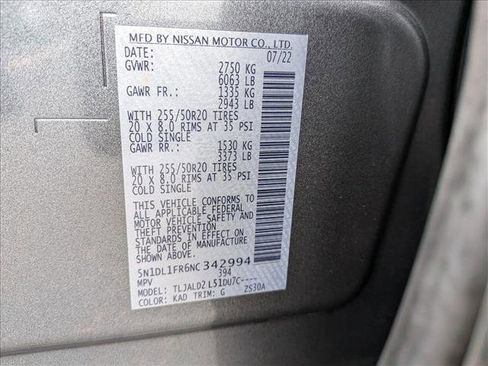 MFD BY NISSAN MOTOR CO., LTD.
DATE: 07/22
GVWR: 2750 KG
6063 LB
GAWR FR.: 1335 KG
2943 LB
WITH 255/50R20 TIRES
20 X 8.0 RIMS AT 35 PSI
COLD SINGLE
GAWR RR.: 1530 KG
3373 LB
WITH 255/50R20 TIRES
20 X 8.0 RIMS AT 35 PSI
COLD SINGLE
THIS VEHICLE CONFORMS TO
ALL APPLICABLE FEDERAL
MOTOR VEHICLE SAFETY
AND THEFT PREVENTION
STANDARDS IN EFFECT ON
THE DATE OF MANUFACTURE
SHOWN ABOVE.
5N1DL1FR6NC342994
MPV 394
MODEL: TLJALD2L51DU7C----
COLOR: KAD TRIM: G ZS30A